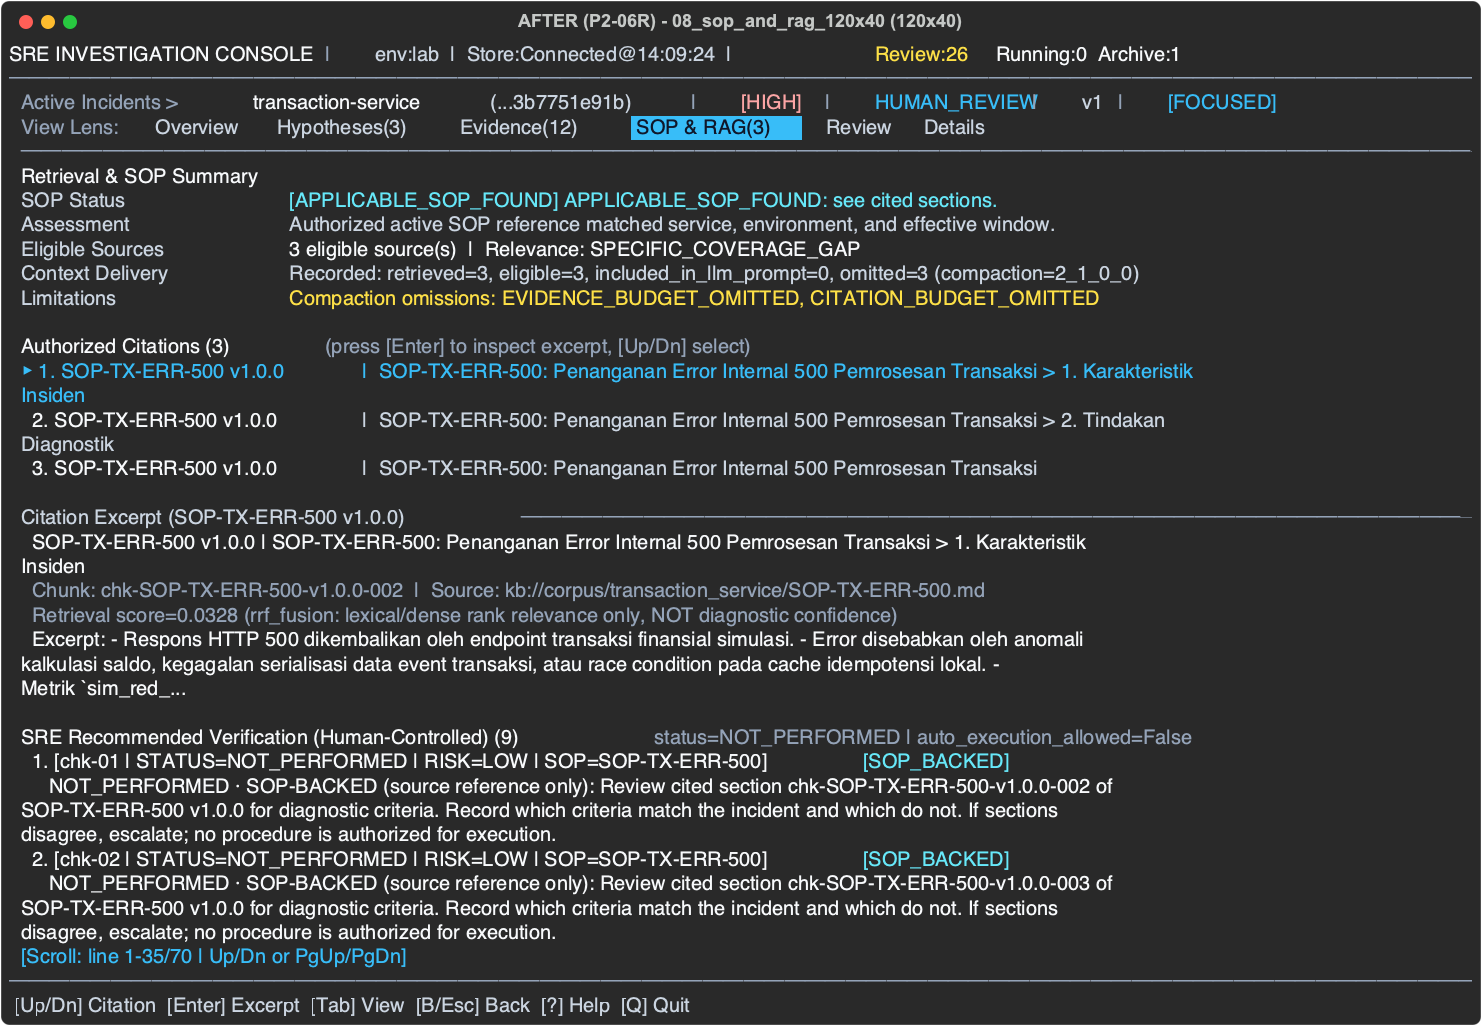 AFTER (P2-06R) - 08_sop_and_rag_120x40 (120x40)
SRE INVESTIGATION CONSOLE | env:lab | Store:Connected@14:09:24 | Review:26 Running:0 Archive:1
Active Incidents > transaction-service (...3b7751e91b) | [HIGH] | HUMAN_REVIEW v1 | [FOCUSED]
View Lens: Overview Hypotheses(3) Evidence(12) SOP & RAG(3) Review Details
Retrieval & SOP Summary
SOP Status [APPLICABLE_SOP_FOUND] APPLICABLE_SOP_FOUND: see cited sections.
Assessment Authorized active SOP reference matched service, environment, and effective window.
Eligible Sources 3 eligible source(s) | Relevance: SPECIFIC_COVERAGE_GAP
Context Delivery Recorded: retrieved=3, eligible=3, included_in_llm_prompt=0, omitted=3 (compaction=2_1_0_0)
Limitations Compaction omissions: EVIDENCE_BUDGET_OMITTED, CITATION_BUDGET_OMITTED
Authorized Citations (3) (press [Enter] to inspect excerpt, [Up/Dn] select)
▸ 1. SOP-TX-ERR-500 v1.0.0 | SOP-TX-ERR-500: Penanganan Error Internal 500 Pemrosesan Transaksi > 1. Karakteristik
Insiden
2. SOP-TX-ERR-500 v1.0.0 | SOP-TX-ERR-500: Penanganan Error Internal 500 Pemrosesan Transaksi > 2. Tindakan
Diagnostik
3. SOP-TX-ERR-500 v1.0.0 | SOP-TX-ERR-500: Penanganan Error Internal 500 Pemrosesan Transaksi
Citation Excerpt (SOP-TX-ERR-500 v1.0.0)
SOP-TX-ERR-500 v1.0.0 | SOP-TX-ERR-500: Penanganan Error Internal 500 Pemrosesan Transaksi > 1. Karakteristik
Insiden
Chunk: chk-SOP-TX-ERR-500-v1.0.0-002 | Source: kb://corpus/transaction_service/SOP-TX-ERR-500.md
Retrieval score=0.0328 (rrf_fusion: lexical/dense rank relevance only, NOT diagnostic confidence)
Excerpt: - Respons HTTP 500 dikembalikan oleh endpoint transaksi finansial simulasi. - Error disebabkan oleh anomali
kalkulasi saldo, kegagalan serialisasi data event transaksi, atau race condition pada cache idempotensi lokal. -
Metrik `sim_red_...
SRE Recommended Verification (Human-Controlled) (9) status=NOT_PERFORMED | auto_execution_allowed=False
1. [chk-01 | STATUS=NOT_PERFORMED | RISK=LOW | SOP=SOP-TX-ERR-500] [SOP_BACKED]
NOT_PERFORMED · SOP-BACKED (source reference only): Review cited section chk-SOP-TX-ERR-500-v1.0.0-002 of
SOP-TX-ERR-500 v1.0.0 for diagnostic criteria. Record which criteria match the incident and which do not. If sections
disagree, escalate; no procedure is authorized for execution.
2. [chk-02 | STATUS=NOT_PERFORMED | RISK=LOW | SOP=SOP-TX-ERR-500] [SOP_BACKED]
NOT_PERFORMED · SOP-BACKED (source reference only): Review cited section chk-SOP-TX-ERR-500-v1.0.0-003 of
SOP-TX-ERR-500 v1.0.0 for diagnostic criteria. Record which criteria match the incident and which do not. If sections
disagree, escalate; no procedure is authorized for execution.
[Scroll: line 1-35/70 | Up/Dn or PgUp/PgDn]
[Up/Dn] Citation [Enter] Excerpt [Tab] View [B/Esc] Back [?] Help [Q] Quit